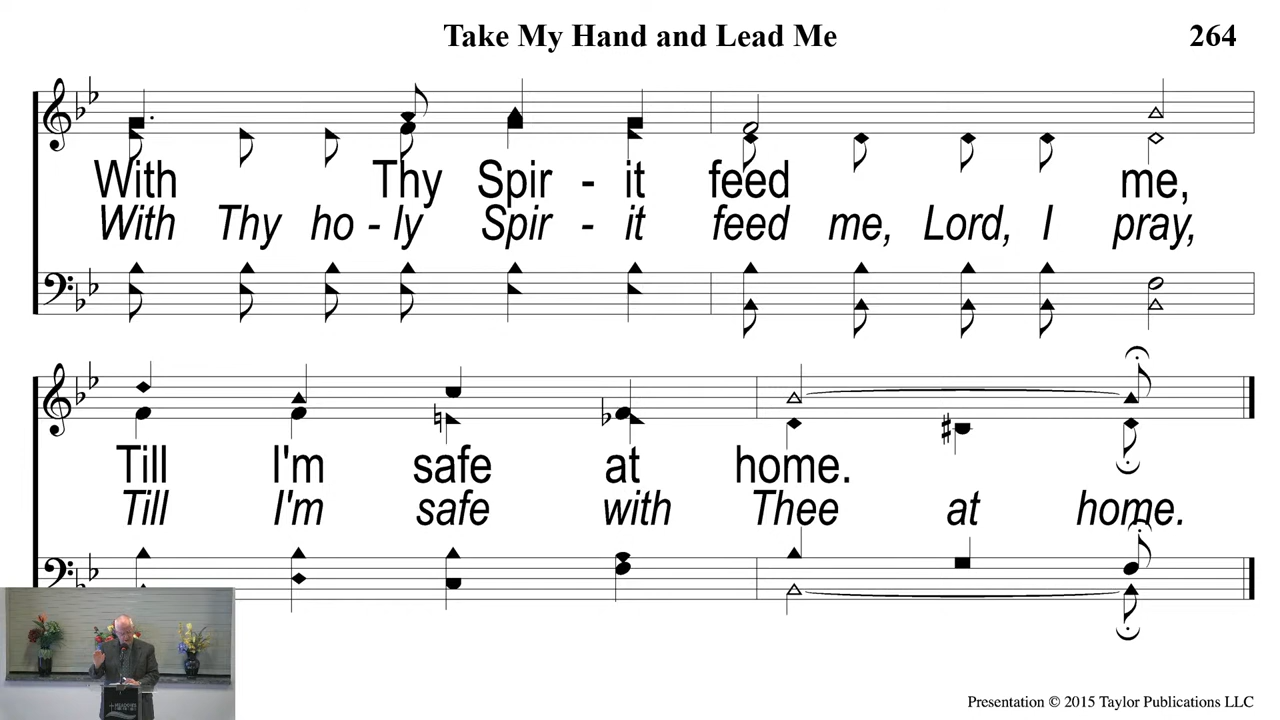 Take My Hand and Lead Me
264
With Thy Spir - it feed me,
With Thy ho - ly Spir - it feed me, Lord, I pray,
Till I'm safe at home.
Till I'm safe with Thee at home.
Presentation © 2015 Taylor Publications LLC